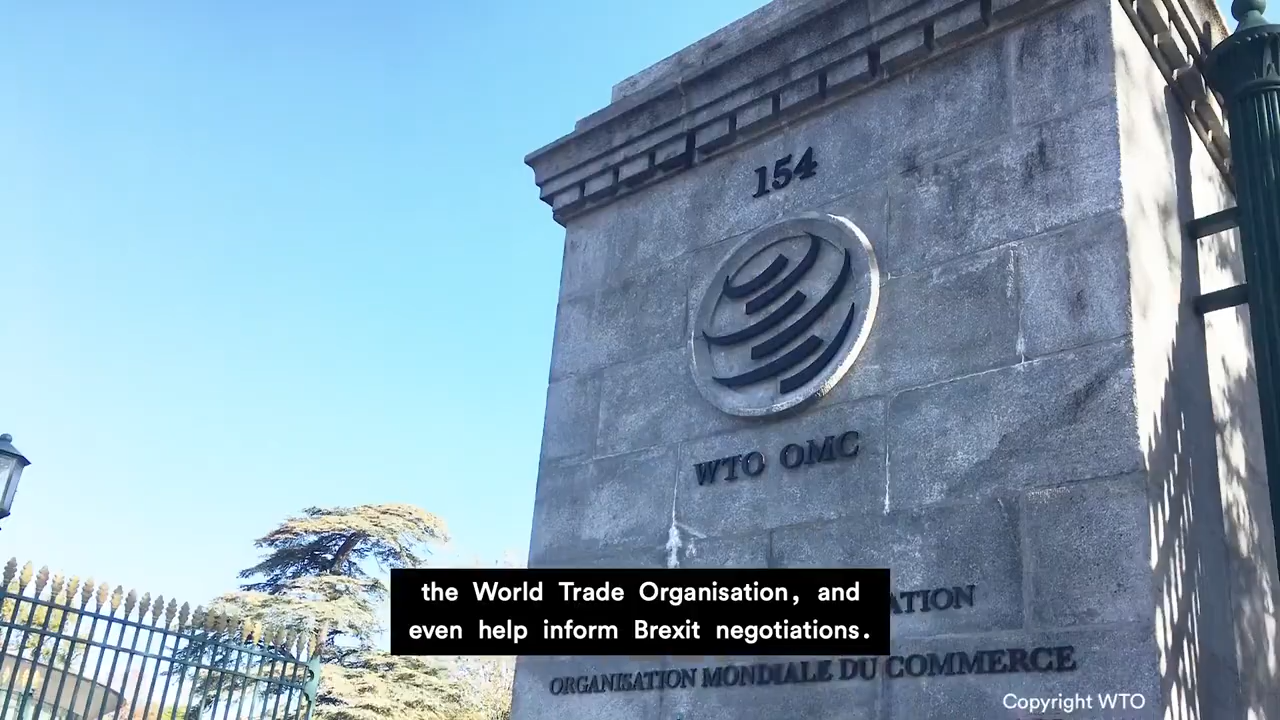 154
WTO OMC
ATION
ORGANISATION MONDIALE DU COMMERCE
the World Trade Organisation, and
even help inform Brexit negotiations.
Copyright WTO